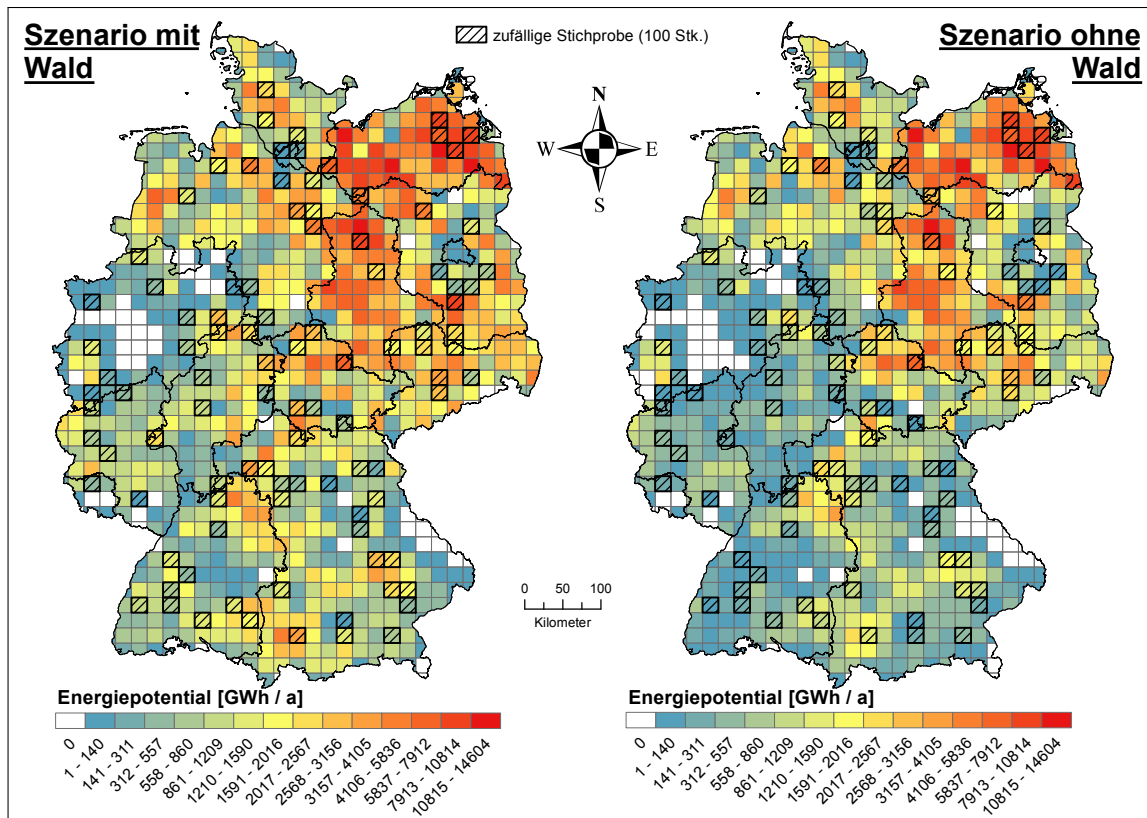 Szenario mit
Wald
zufällige Stichprobe (100 Stk.)
Szenario ohne
Wald
N
W
E
S
0
50
100
Kilometer
Energiepotential [GWh / a]
0
1 - 140
141 - 311
312 - 557
558 - 860
861 - 1209
1210 - 1590
1591 - 2016
2017 - 2567
2568 - 3156
3157 - 4105
4106 - 5836
5837 - 7912
7913 - 10814
10815 - 14604
Energiepotential [GWh / a]
0
1 - 140
141 - 311
312 - 557
558 - 860
861 - 1209
1210 - 1590
1591 - 2016
2017 - 2567
2568 - 3156
3157 - 4105
4106 - 5836
5837 - 7912
7913 - 10814
10815 - 14604